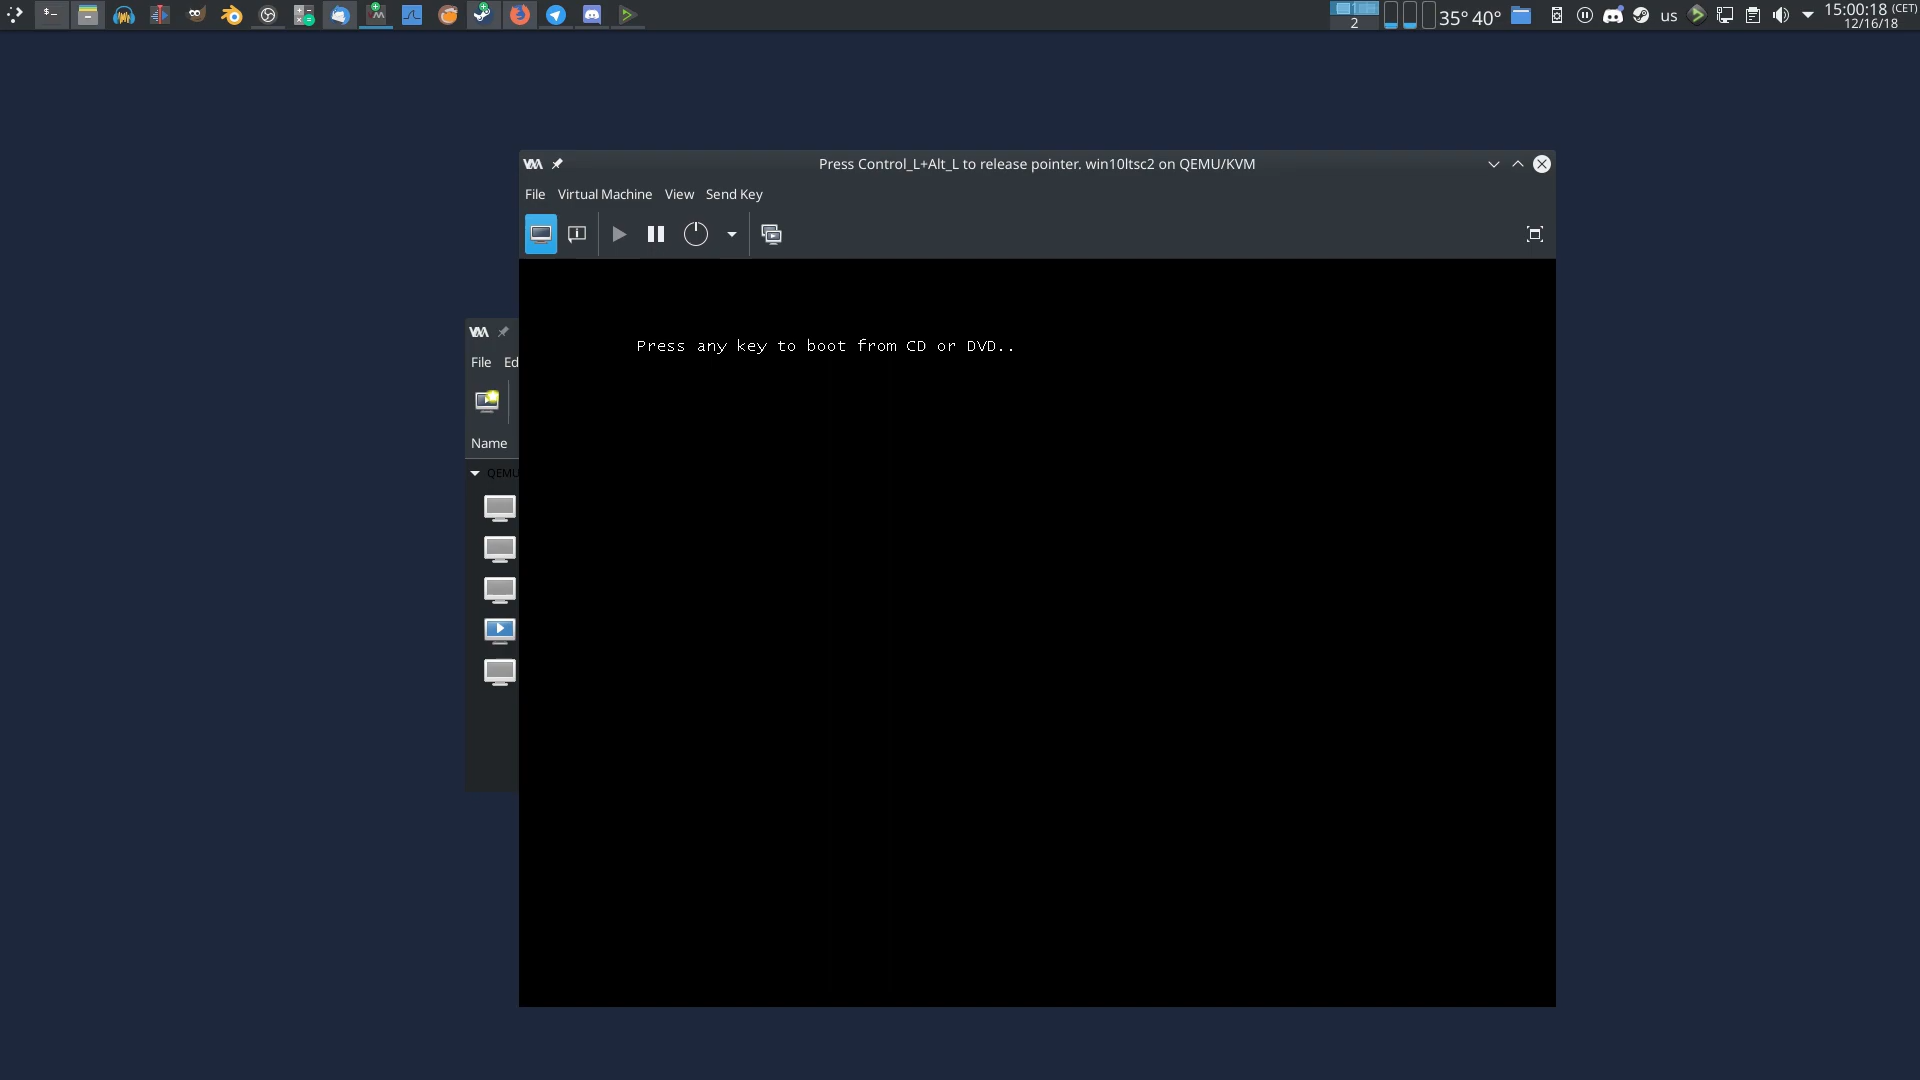 2
35° 40°
us
15:00:18 (CET)
12/16/18
Press Control_L+Alt_L to release pointer. win10ltsc2 on QEMU/KVM
File Virtual Machine View Send Key
Press any key to boot from CD or DVD..
File Ed
Name
QEMU